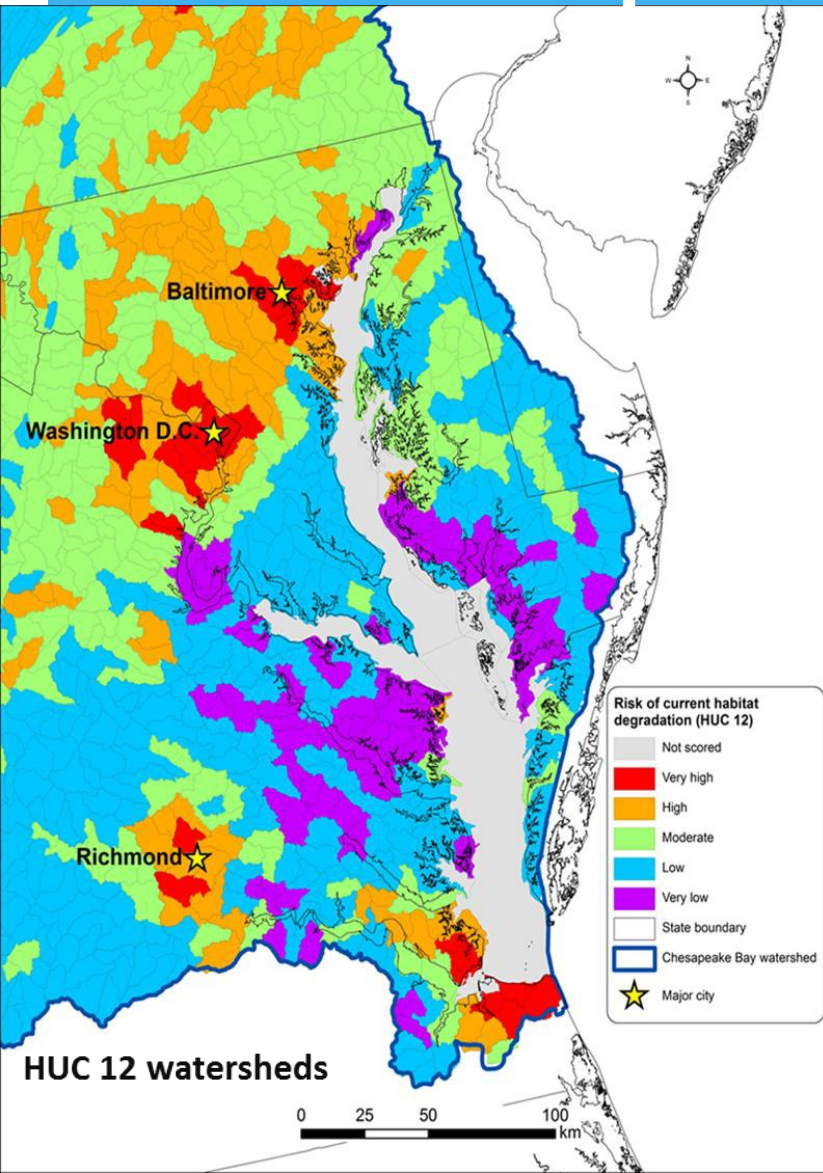 N
W E
S
Baltimore
Washington D.C.
Richmond
Risk of current habitat
degradation (HUC 12)
Not scored
Very high
High
Moderate
Low
Very low
State boundary
Chesapeake Bay watershed
Major city
HUC 12 watersheds
0 25 50 100
km